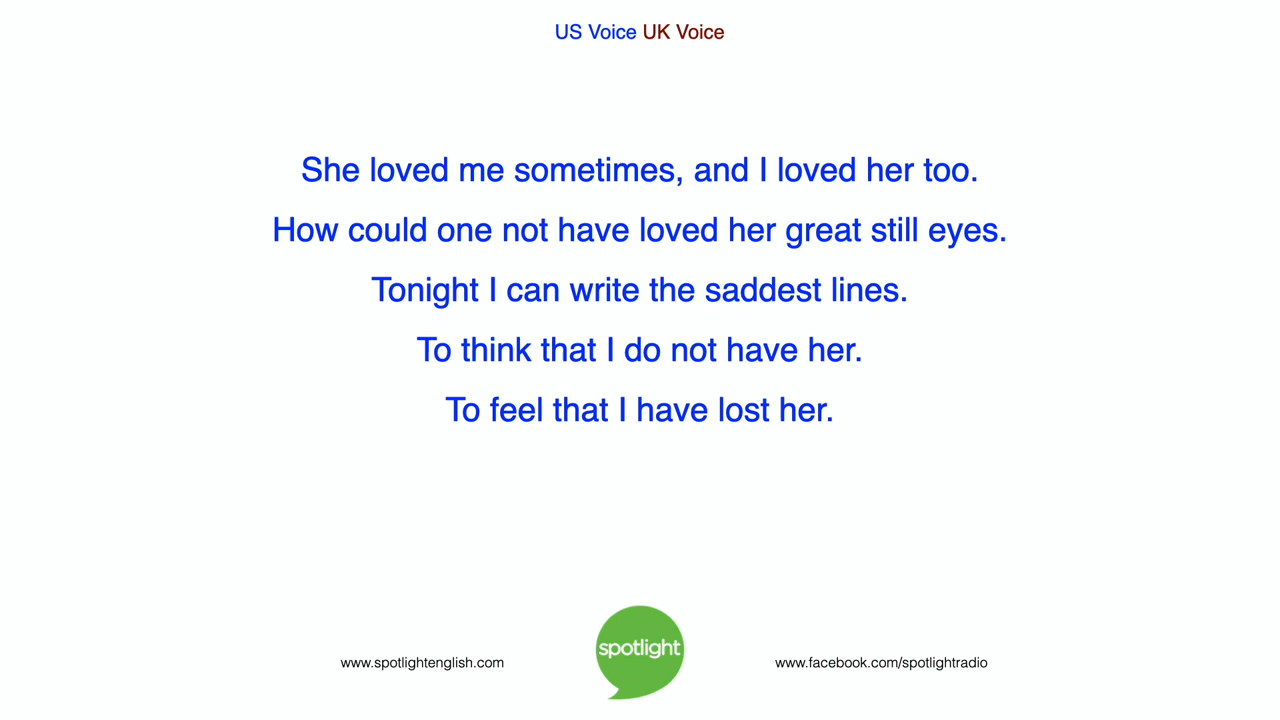 US Voice UK Voice
She loved me sometimes, and I loved her too.
How could one not have loved her great still eyes.
Tonight I can write the saddest lines.
To think that I do not have her.
To feel that I have lost her.
spotlight
www.spotlightenglish.com
www.facebook.com/spotlightradio